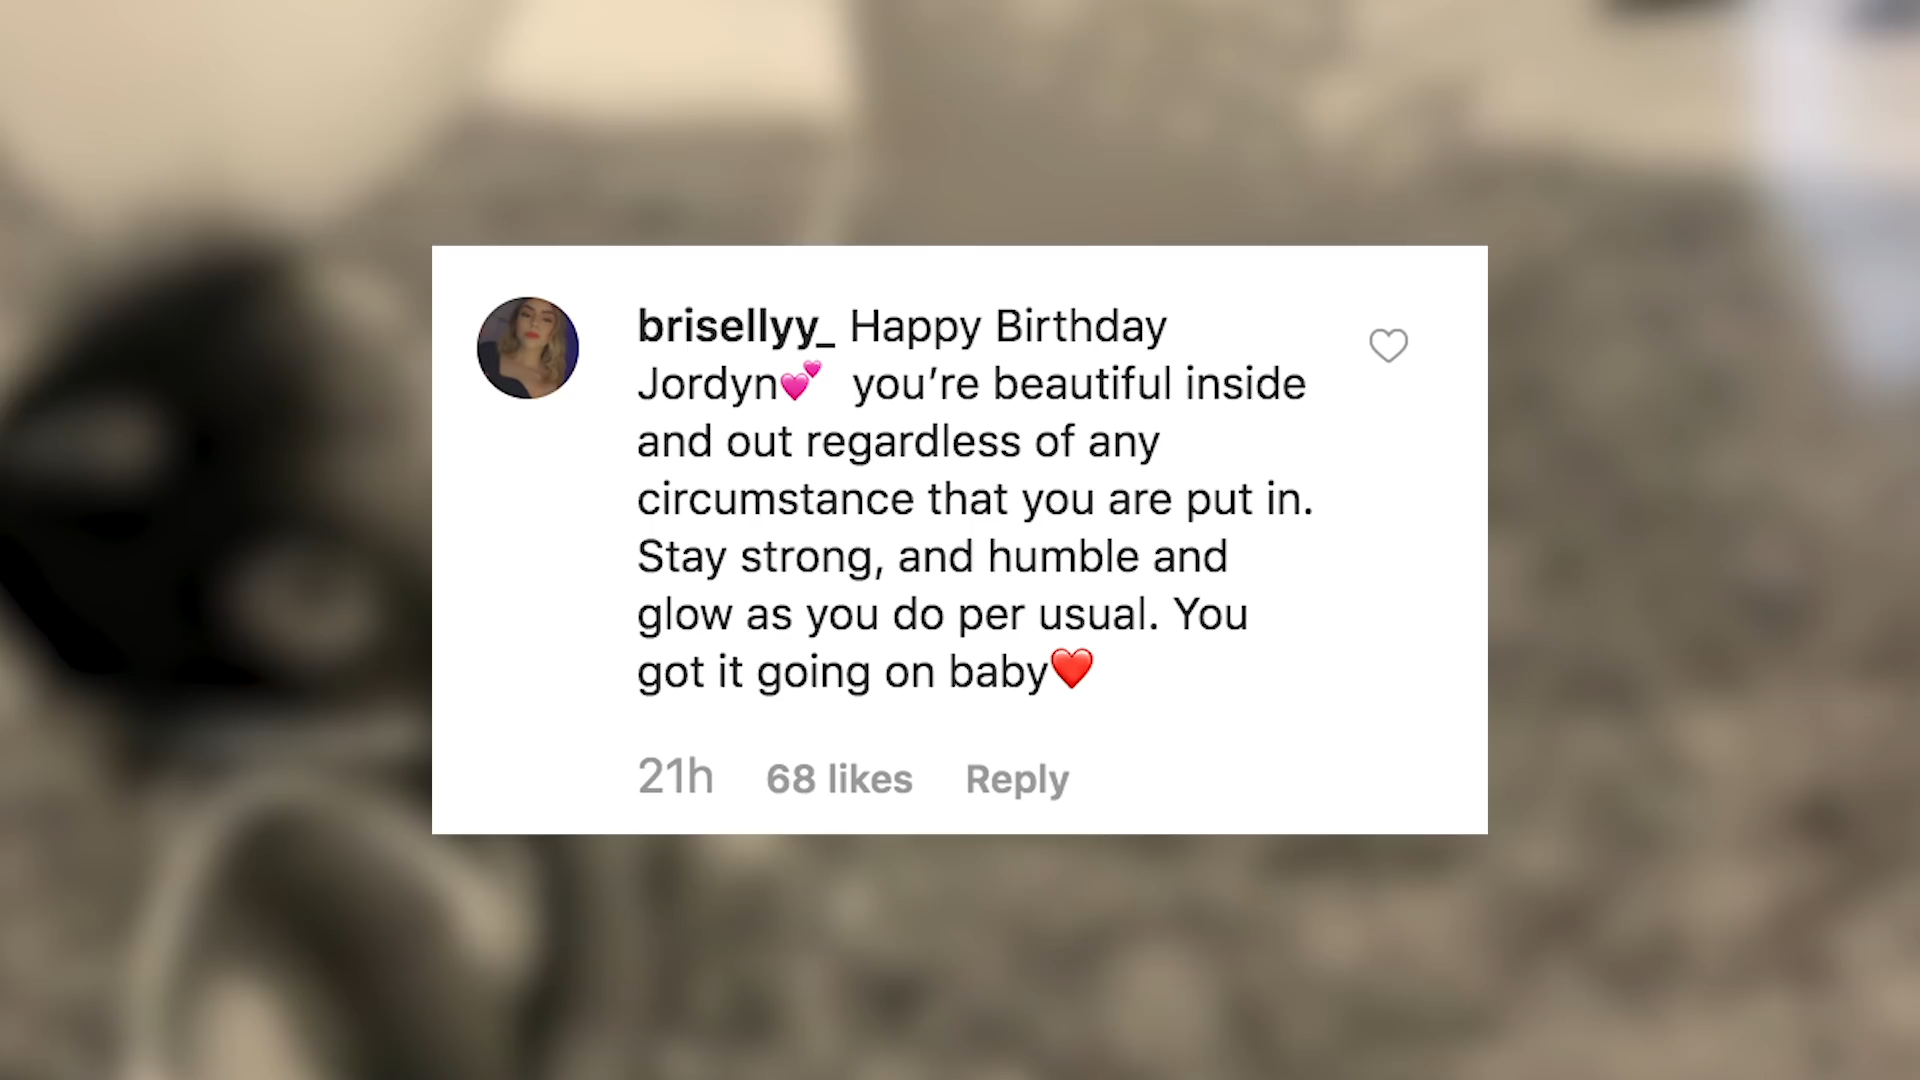 brisellyy_ Happy Birthday
Jordyn💕 you’re beautiful inside
and out regardless of any
circumstance that you are put in.
Stay strong, and humble and
glow as you do per usual. You
got it going on baby❤️
21h 68 likes Reply